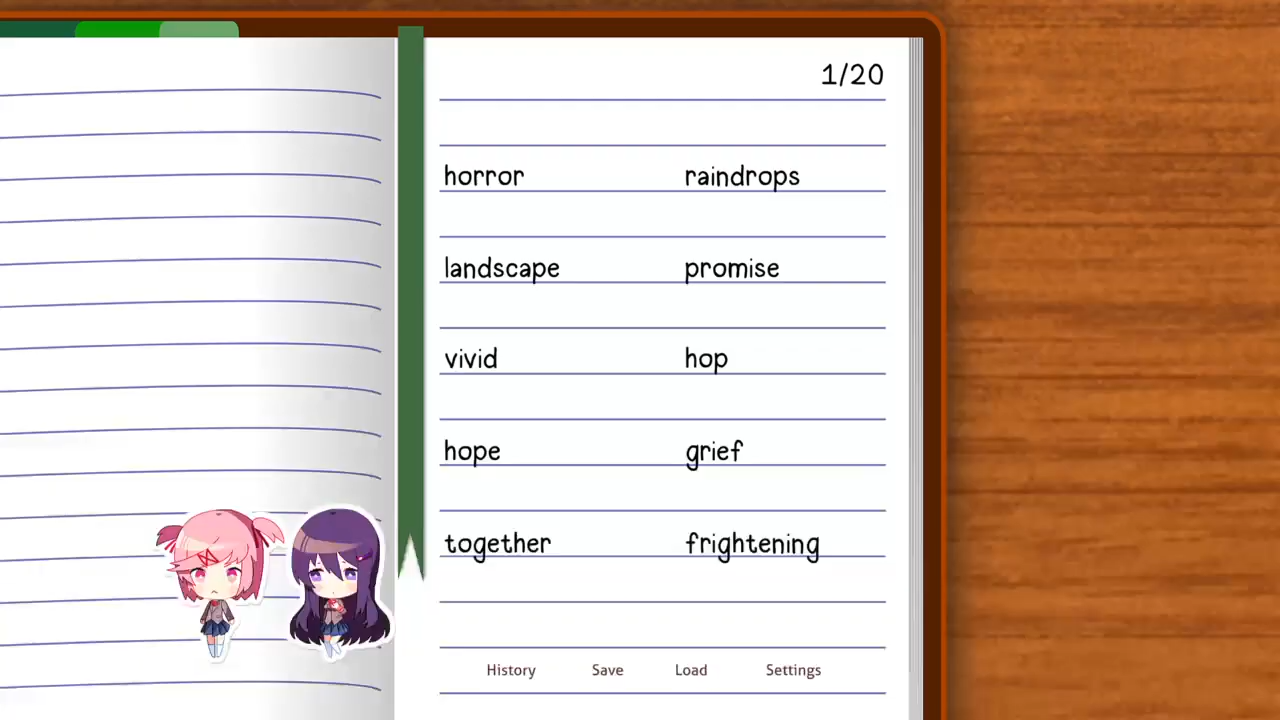 1/20
horror raindrops
landscape promise
vivid hop
hope grief
together frightening
History Save Load Settings